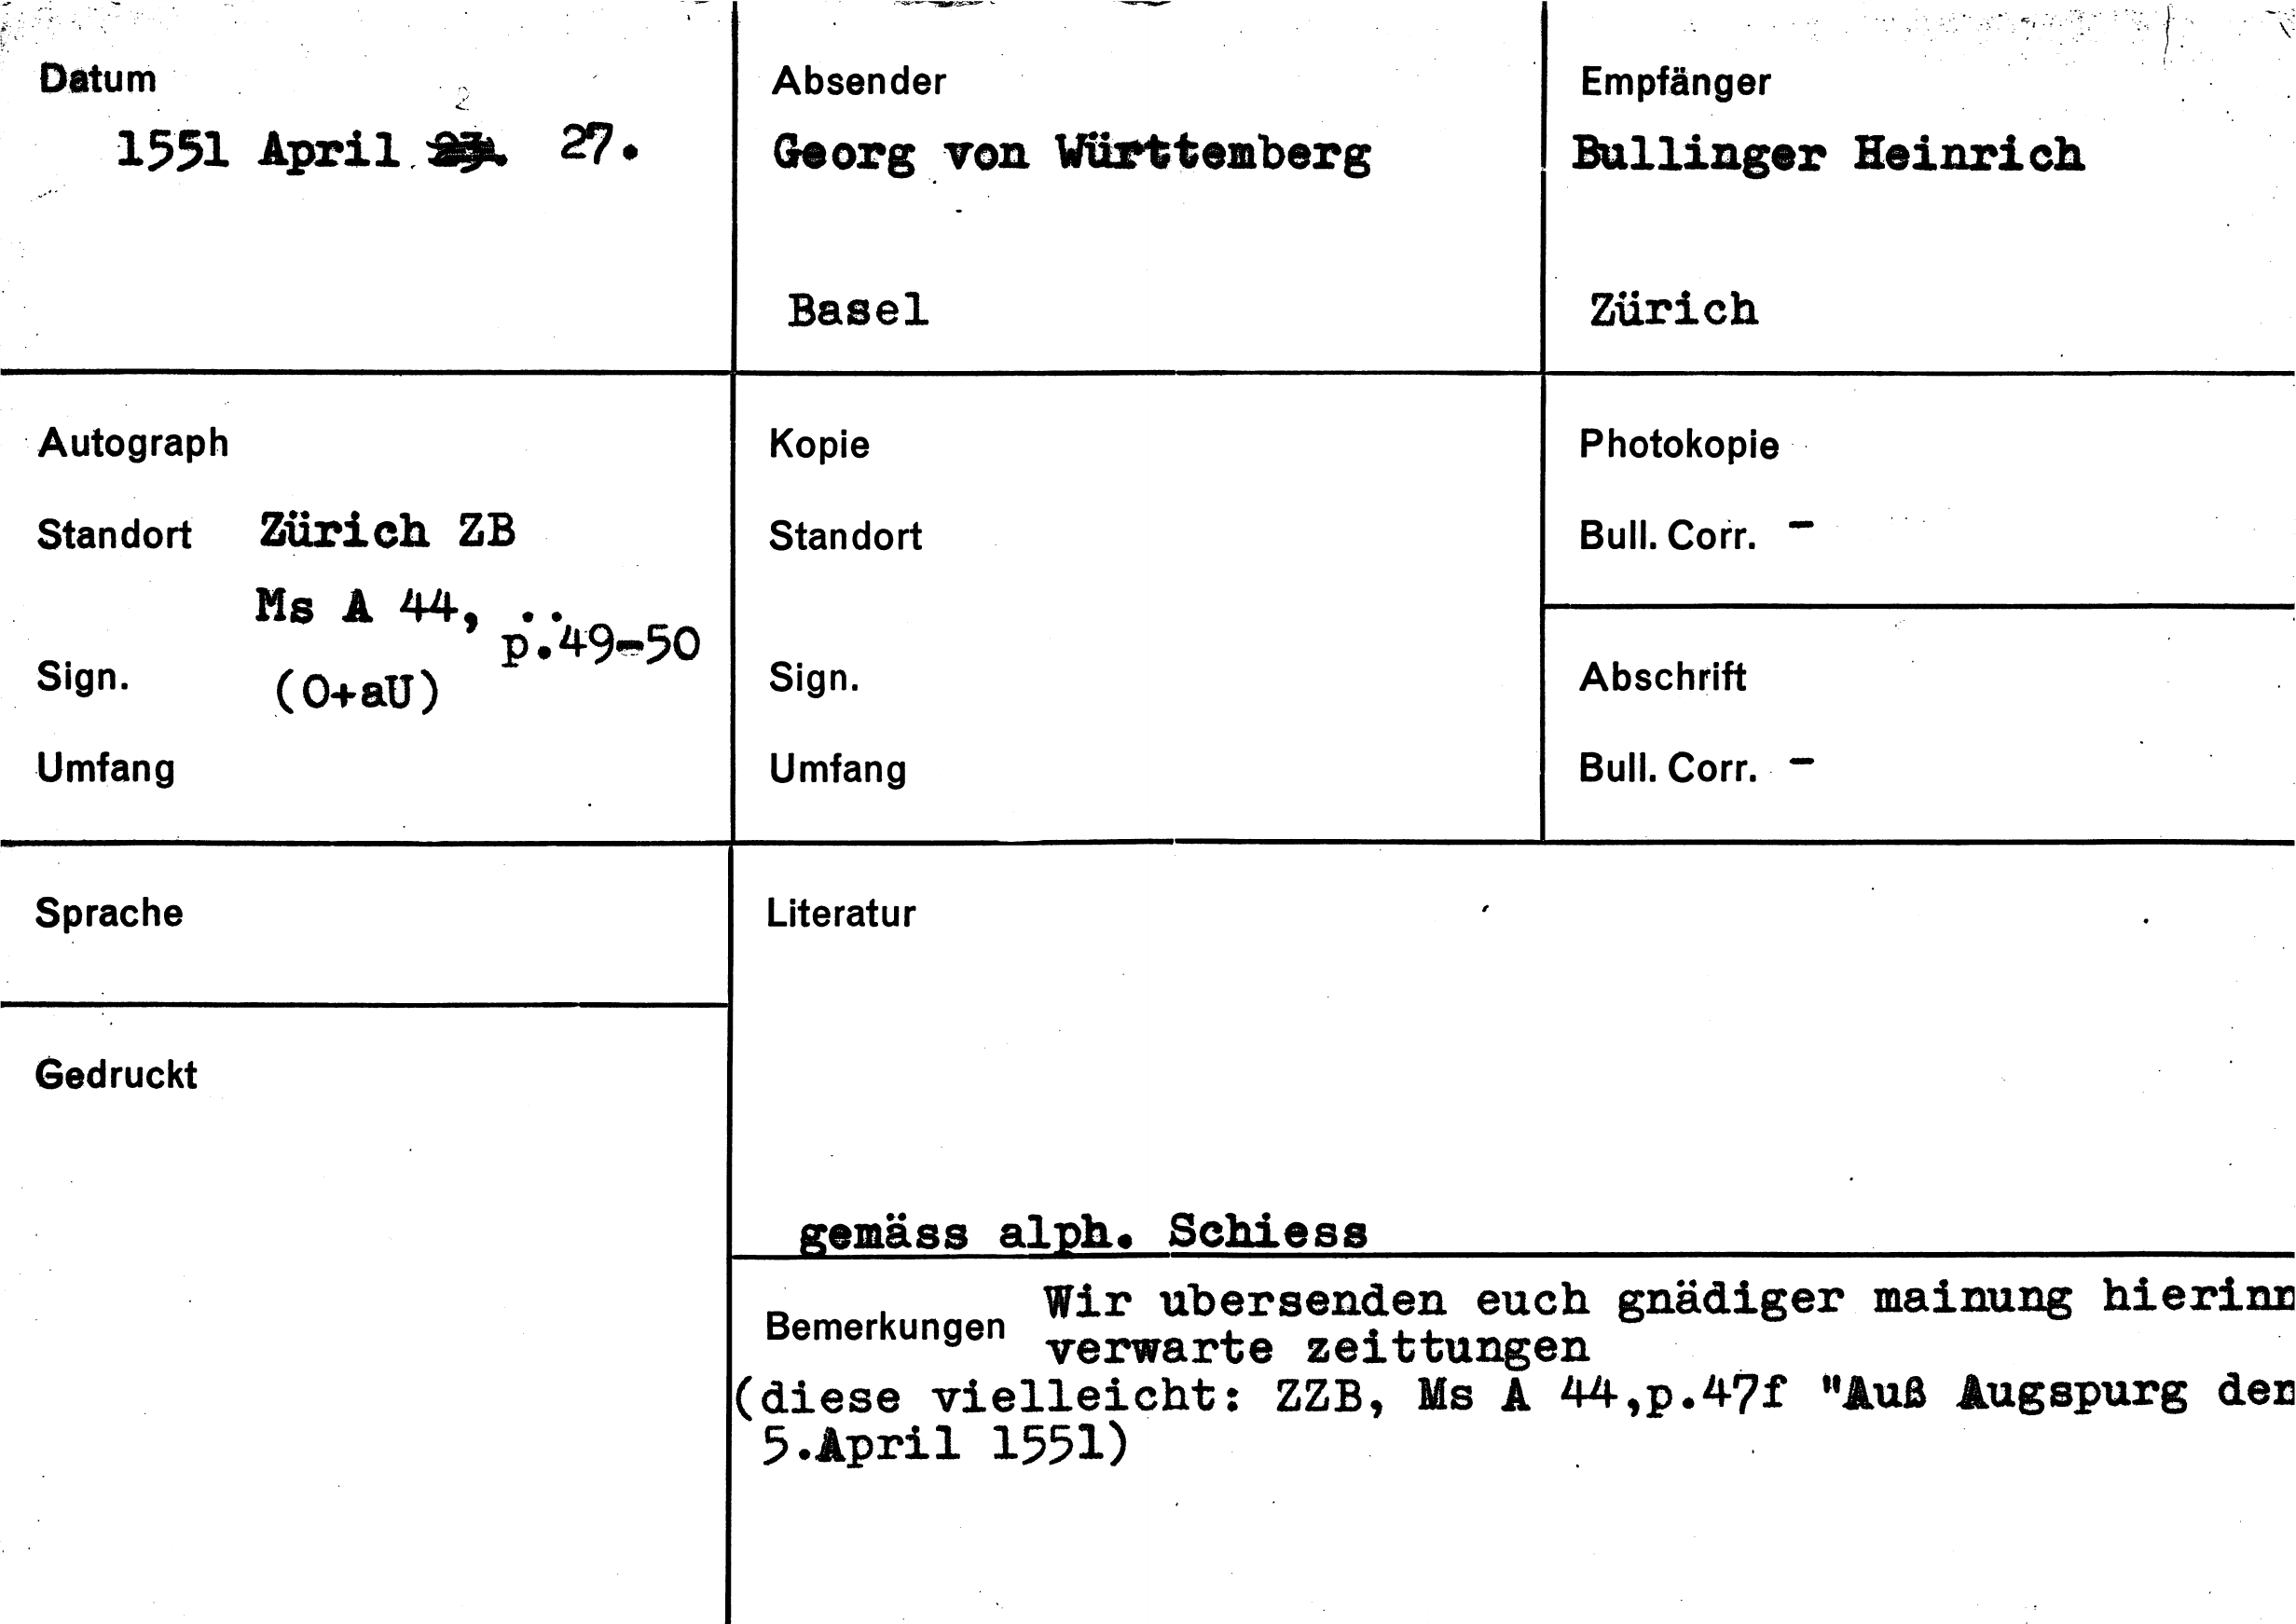 Datum
1551 April 27.
Absender
Georg von Württemberg
Basel
Empfänger
Bullinger Heinrich
Zürich
Autograph
Standort Zürich ZB
Ms A 44, p.49-50
Sign. (O+aU)
Umfang
Kopie
Standort
Sign.
Umfang
Photokopie
Bull. Corr. -
Abschrift
Bull. Corr. -
Sprache
Gedruckt
Literatur
gemäss alph. Schiess
Bemerkungen
Wir ubersenden euch gnädiger mainung hierinn
verwarte zeittungen
(diese vielleicht: ZZB, Ms A 44,p.47f "Auß Augspurg den
5.April 1551)